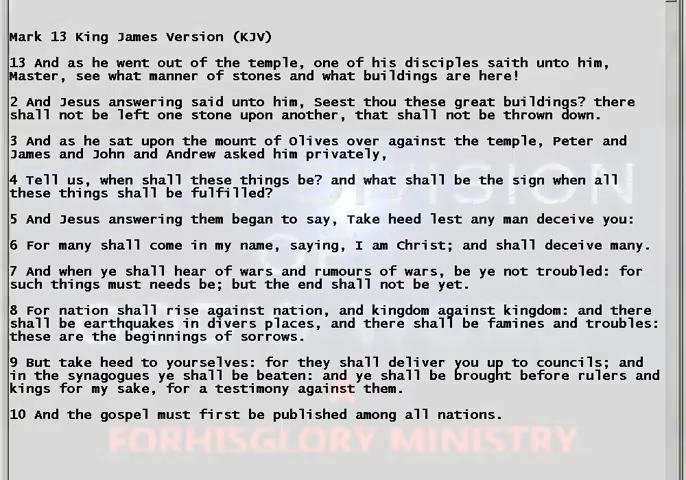 Mark 13 King James Version (KJV)
13 And as he went out of the temple, one of his disciples saith unto him,
Master, see what manner of stones and what buildings are here!
2 And Jesus answering said unto him, Seest thou these great buildings? there
shall not be left one stone upon another, that shall not be thrown down.
3 And as he sat upon the mount of Olives over against the temple, Peter and
James and John and Andrew asked him privately,
4 Tell us, when shall these things be? and what shall be the sign when all
these things shall be fulfilled?
5 And Jesus answering them began to say, Take heed lest any man deceive you:
6 For many shall come in my name, saying, I am Christ; and shall deceive many.
7 And when ye shall hear of wars and rumours of wars, be ye not troubled: for
such things must needs be; but the end shall not be yet.
8 For nation shall rise against nation, and kingdom against kingdom: and there
shall be earthquakes in divers places, and there shall be famines and troubles:
these are the beginnings of sorrows.
9 But take heed to yourselves: for they shall deliver you up to councils; and
in the synagogues ye shall be beaten: and ye shall be brought before rulers and
kings for my sake, for a testimony against them.
10 And the gospel must first be published among all nations.
FORHISGLORY MINISTRY